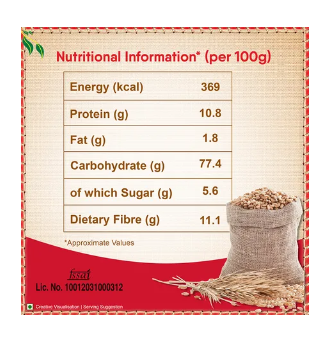 Nutritional Information* (per 100g)
Energy (kcal) 369
Protein (g) 10.8
Fat (g) 1.8
Carbohydrate (g) 77.4
of which Sugar (g) 5.6
Dietary Fibre (g) 11.1
*Approximate Values
fssai
Lic. No. 10012031000312
Creative Visualisation | Serving Suggestion